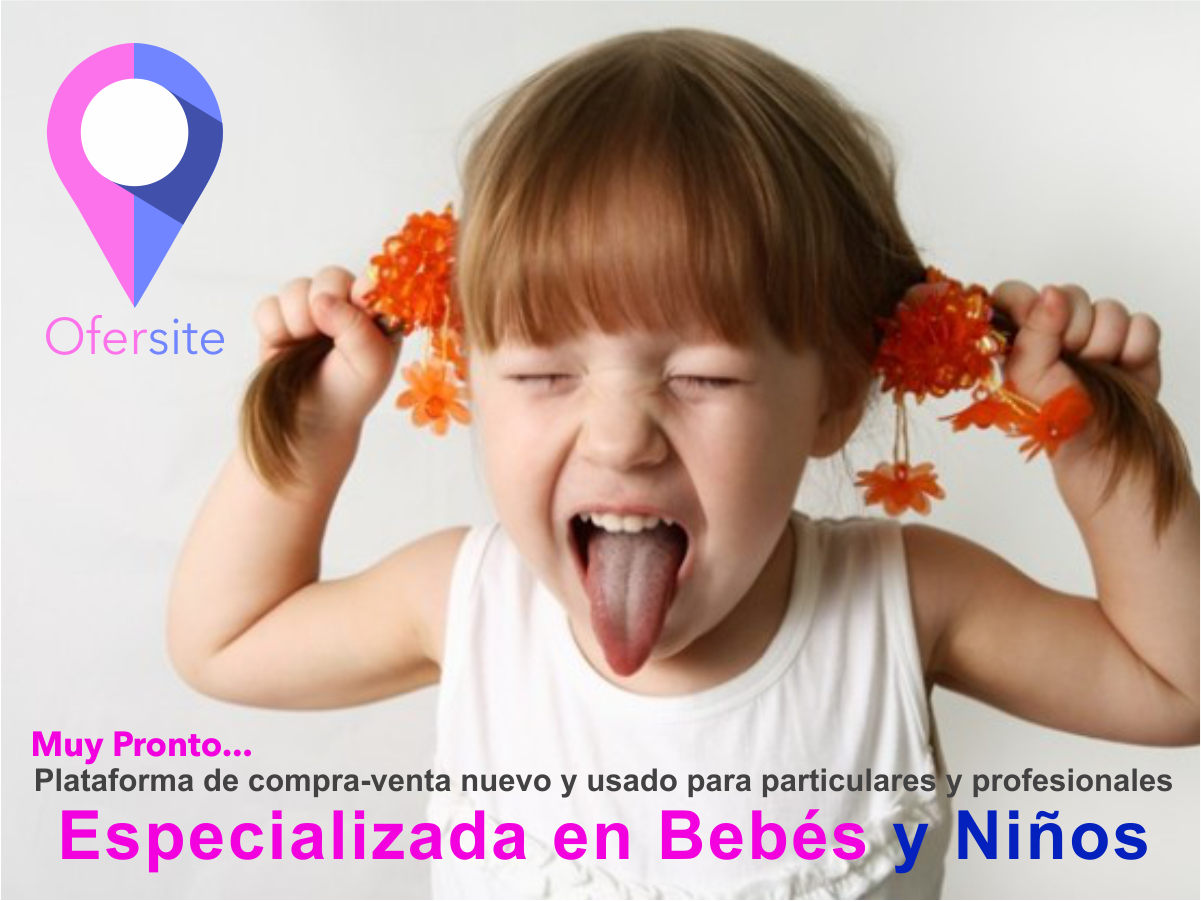 Ofersite
Muy Pronto...
Plataforma de compra-venta nuevo y usado para particulares y profesionales
Especializada en Bebés y Niños